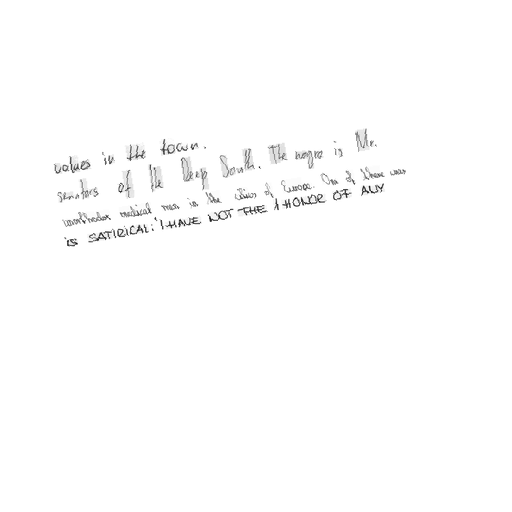 values in the town.
senators of the Deep South. The negro is Mr.
unorthodox medical men in the cities of Europe. One of these was
is SATIRICAL: 'I HAVE NOT THE HONOR OF ANY